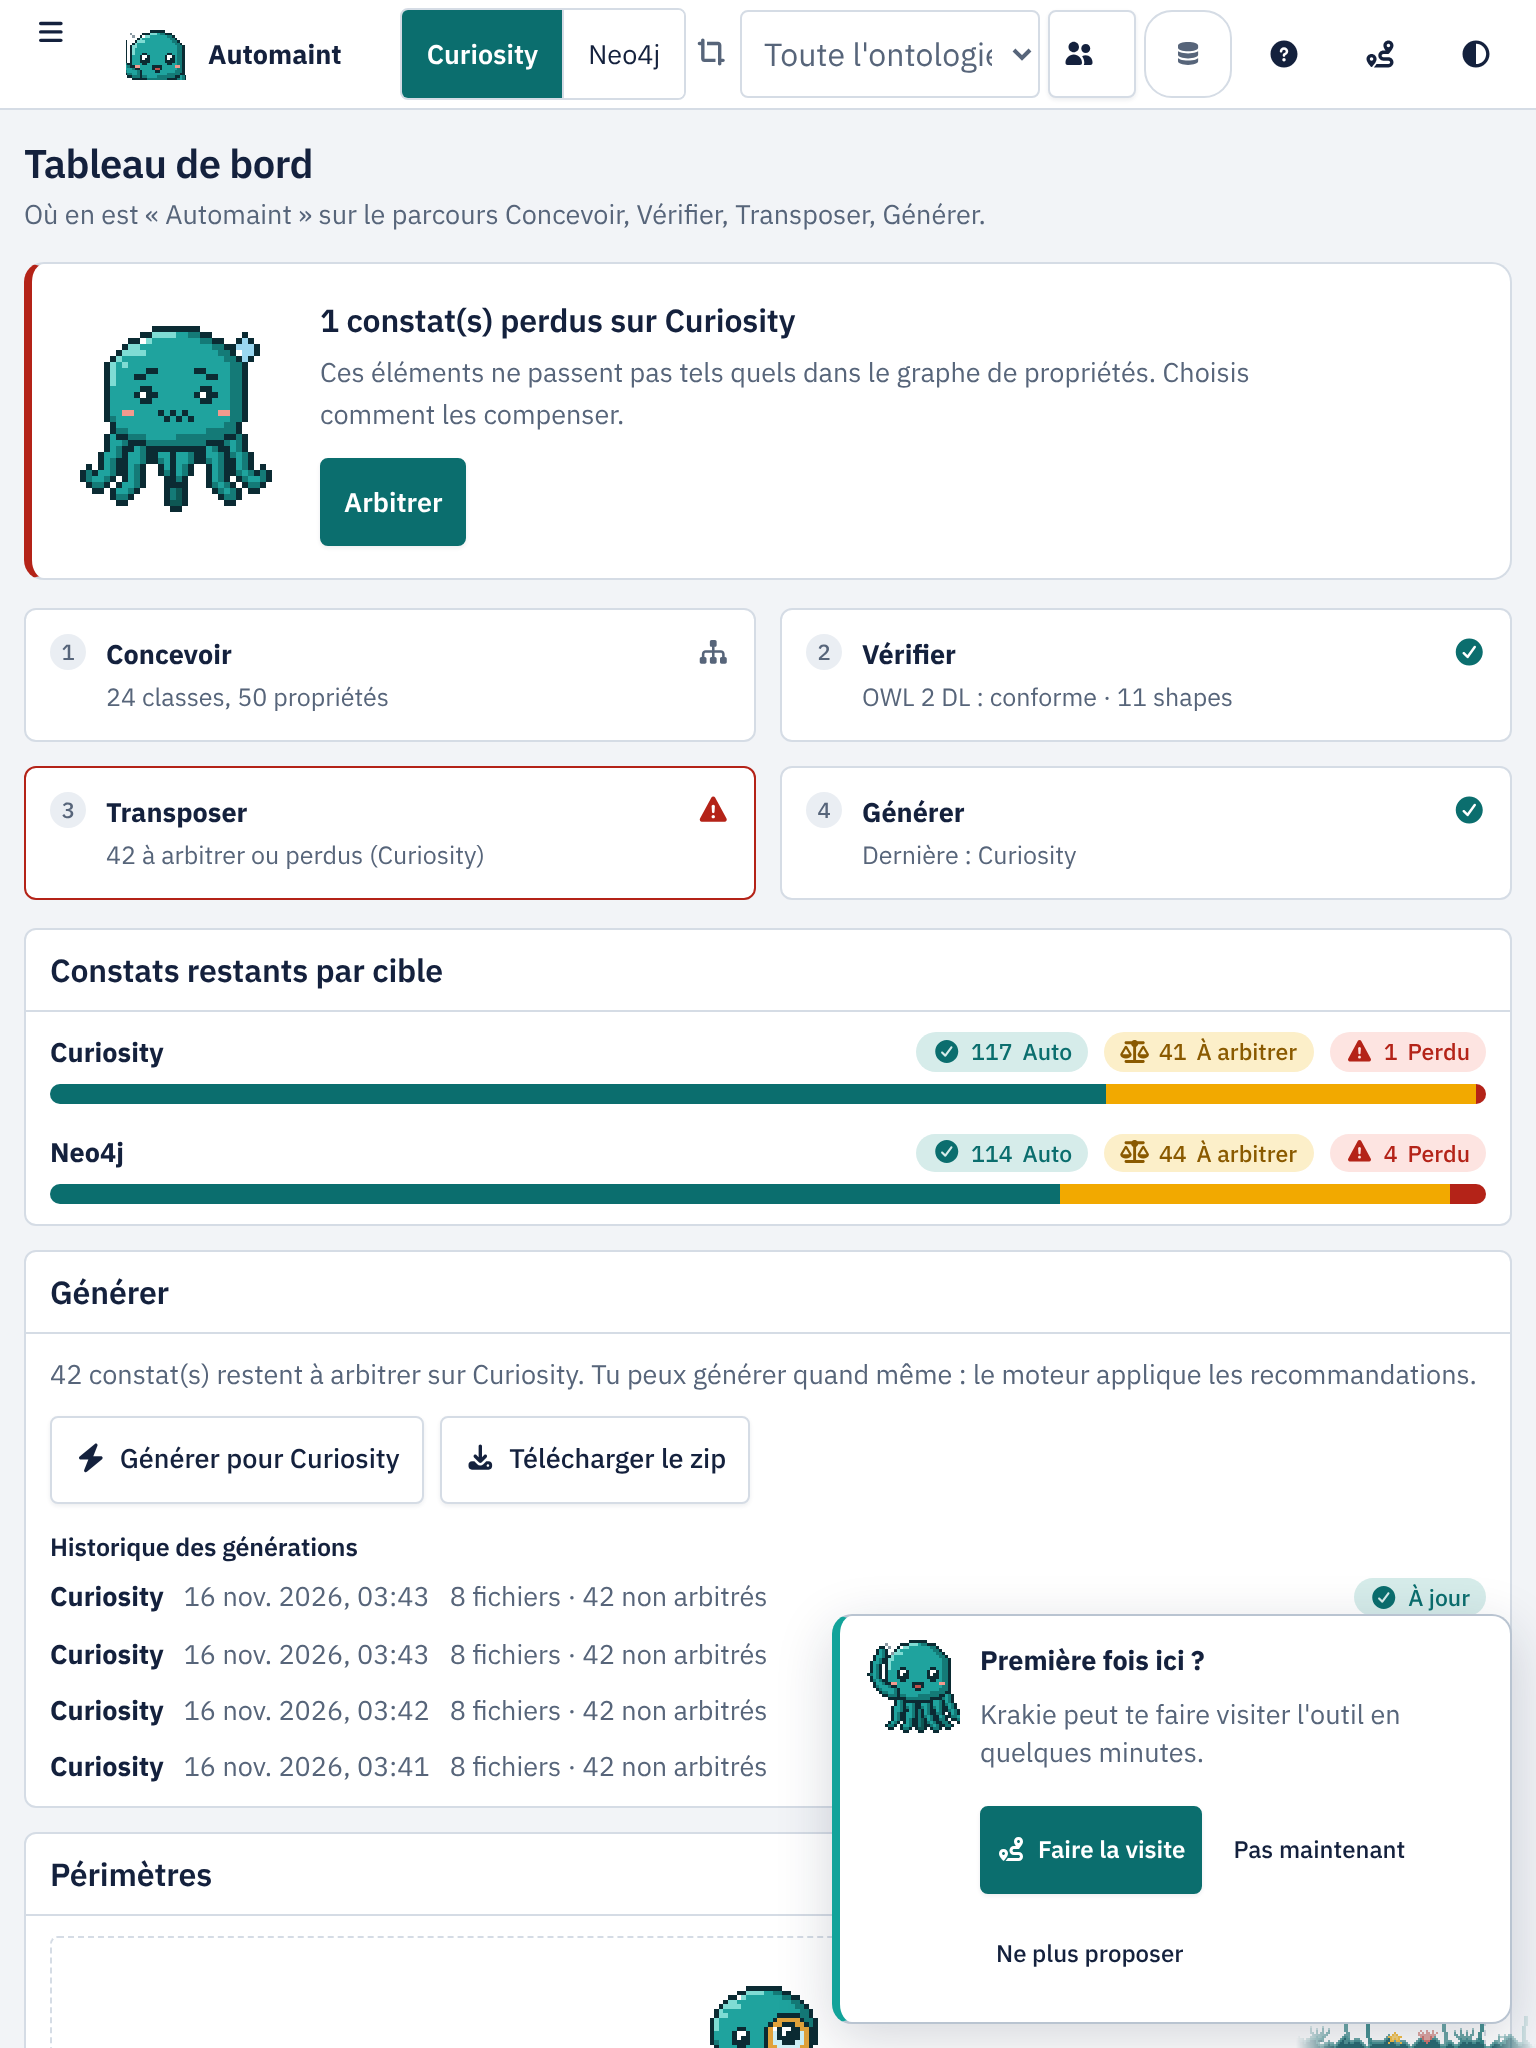 Automaint
Curiosity
Neo4j
Toute l'ontologie
Tableau de bord
Où en est « Automaint » sur le parcours Concevoir, Vérifier, Transposer, Générer.
1 constat(s) perdus sur Curiosity
Ces éléments ne passent pas tels quels dans le graphe de propriétés. Choisis
comment les compenser.
Arbitrer
1 Concevoir
24 classes, 50 propriétés
2 Vérifier
OWL 2 DL : conforme · 11 shapes
3 Transposer
42 à arbitrer ou perdus (Curiosity)
4 Générer
Dernière : Curiosity
Constats restants par cible
Curiosity 117 Auto 41 À arbitrer 1 Perdu
Neo4j 114 Auto 44 À arbitrer 4 Perdu
Générer
42 constat(s) restent à arbitrer sur Curiosity. Tu peux générer quand même : le moteur applique les recommandations.
Générer pour Curiosity
Télécharger le zip
Historique des générations
Curiosity 16 nov. 2026, 03:43 8 fichiers · 42 non arbitrés À jour
Curiosity 16 nov. 2026, 03:43 8 fichiers · 42 non arbitrés
Curiosity 16 nov. 2026, 03:42 8 fichiers · 42 non arbitrés
Curiosity 16 nov. 2026, 03:41 8 fichiers · 42 non arbitrés
Périmètres
Première fois ici ?
Krakie peut te faire visiter l'outil en
quelques minutes.
Faire la visite
Pas maintenant
Ne plus proposer